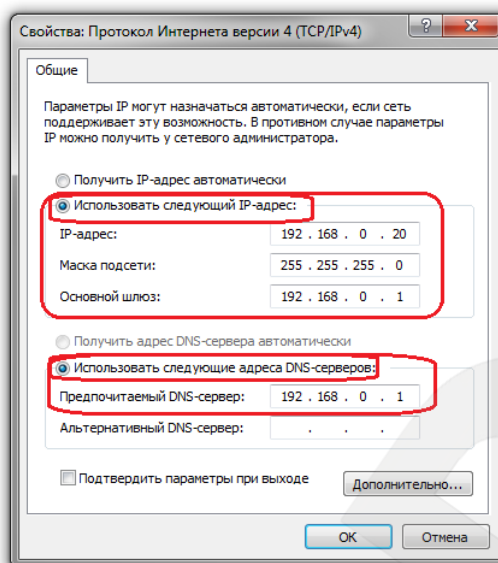 Свойства: Протокол Интернета версии 4 (TCP/IPv4)
Общие
Параметры IP могут назначаться автоматически, если сеть
поддерживает эту возможность. В противном случае параметры
IP можно получить у сетевого администратора.
Получить IP-адрес автоматически
Использовать следующий IP-адрес:
IP-адрес: 192 . 168 . 0 . 20
Маска подсети: 255 . 255 . 255 . 0
Основной шлюз: 192 . 168 . 0 . 1
Получить адрес DNS-сервера автоматически
Использовать следующие адреса DNS-серверов:
Предпочитаемый DNS-сервер: 192 . 168 . 0 . 1
Альтернативный DNS-сервер: . . .
Подтвердить параметры при выходе
Дополнительно...
OK Отмена